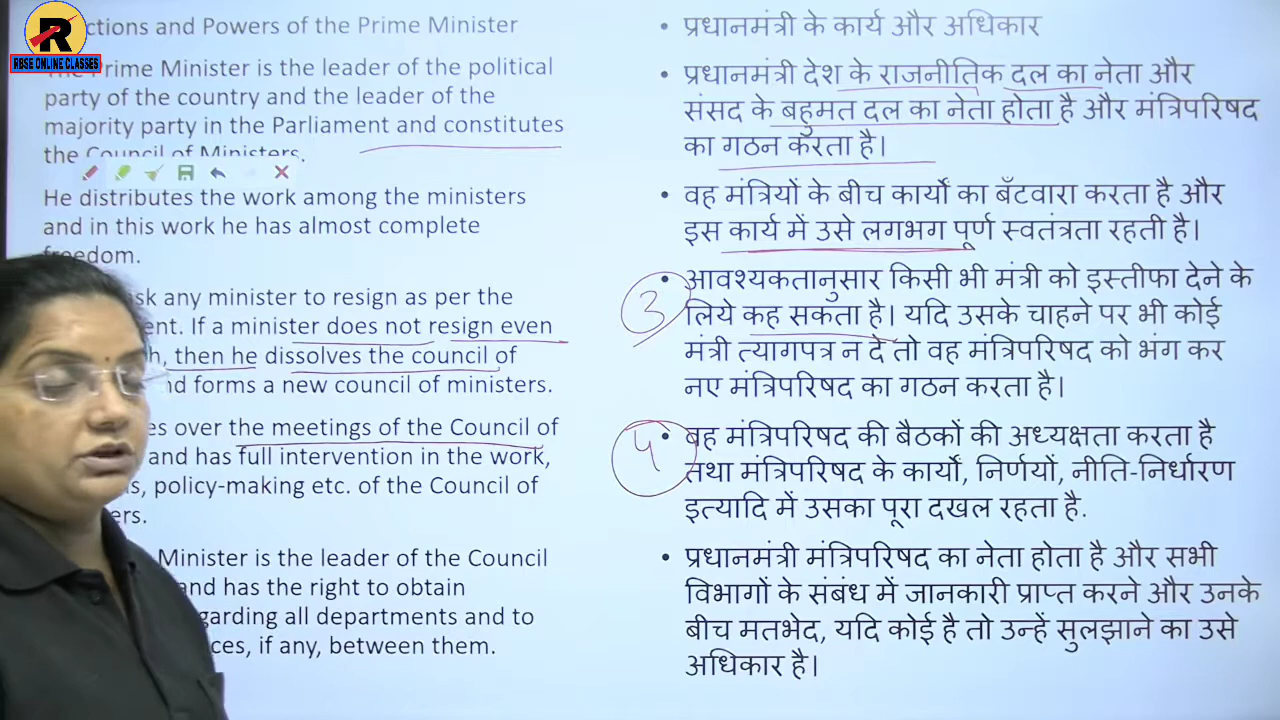 R
RBSE ONLINE CLASSES
ctions and Powers of the Prime Minister
The Prime Minister is the leader of the political
party of the country and the leader of the
majority party in the Parliament and constitutes
the Council of Ministers.
He distributes the work among the ministers
and in this work he has almost complete
freedom.
ask any minister to resign as per the
ent. If a minister does not resign even
h, then he dissolves the council of
nd forms a new council of ministers.
es over the meetings of the Council of
and has full intervention in the work,
s, policy-making etc. of the Council of
ers.
Minister is the leader of the Council
and has the right to obtain
garding all departments and to
ces, if any, between them.
• प्रधानमंत्री के कार्य और अधिकार
• प्रधानमंत्री देश के राजनीतिक दल का नेता और
संसद के बहुमत दल का नेता होता है और मंत्रिपरिषद
का गठन करता है।
• वह मंत्रियों के बीच कार्यों का बँटवारा करता है और
इस कार्य में उसे लगभग पूर्ण स्वतंत्रता रहती है।
3
• आवश्यकतानुसार किसी भी मंत्री को इस्तीफा देने के
लिये कह सकता है। यदि उसके चाहने पर भी कोई
मंत्री त्यागपत्र न दे तो वह मंत्रिपरिषद को भंग कर
नए मंत्रिपरिषद का गठन करता है।
4
• वह मंत्रिपरिषद की बैठकों की अध्यक्षता करता है
तथा मंत्रिपरिषद के कार्यों, निर्णयों, नीति-निर्धारण
इत्यादि में उसका पूरा दखल रहता है.
• प्रधानमंत्री मंत्रिपरिषद का नेता होता है और सभी
विभागों के संबंध में जानकारी प्राप्त करने और उनके
बीच मतभेद, यदि कोई है तो उन्हें सुलझाने का उसे
अधिकार है।